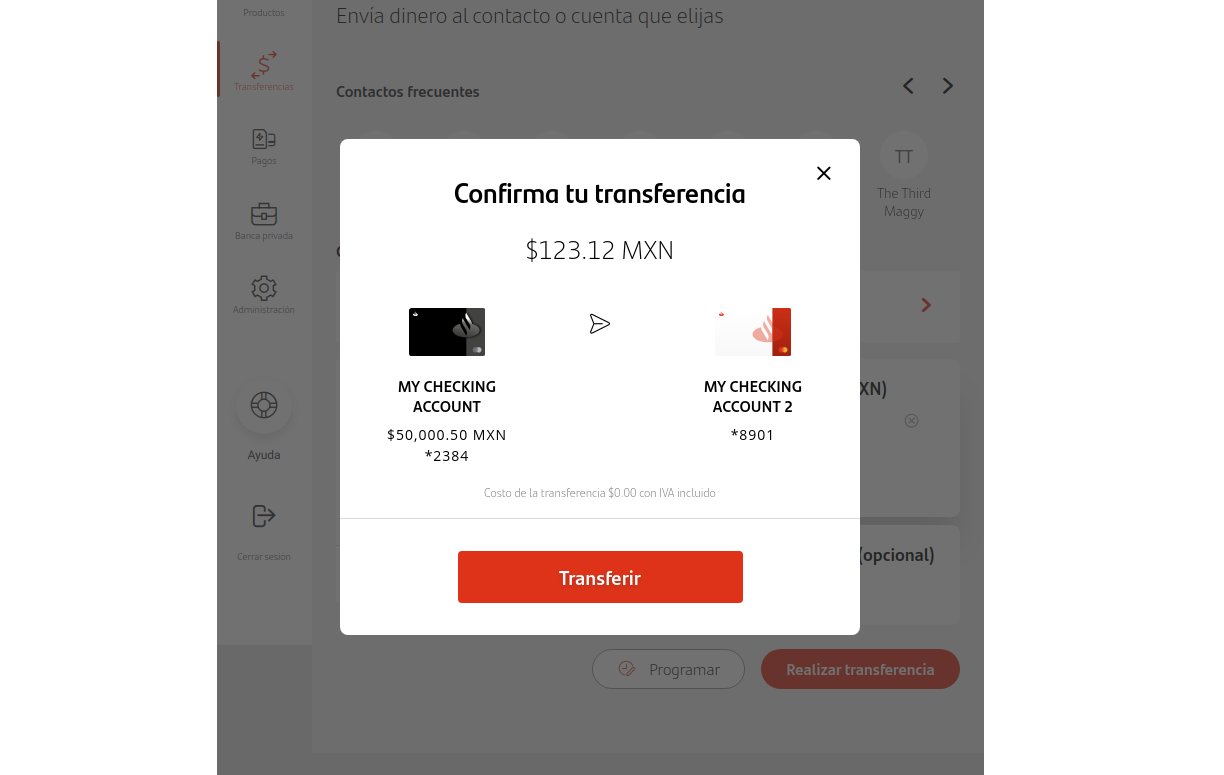 Productos
Envía dinero al contacto o cuenta que elijas
Transferencias
Contactos frecuentes
Pagos
TT
The Third
Maggy
Banca privada
Administración
Ayuda
Cerrar sesión
Confirma tu transferencia
$123.12 MXN
MY CHECKING
ACCOUNT
$50,000.50 MXN
*2384
MY CHECKING
ACCOUNT 2
*8901
Costo de la transferencia $0.00 con IVA incluido
Transferir
XN)
(opcional)
Programar
Realizar transferencia